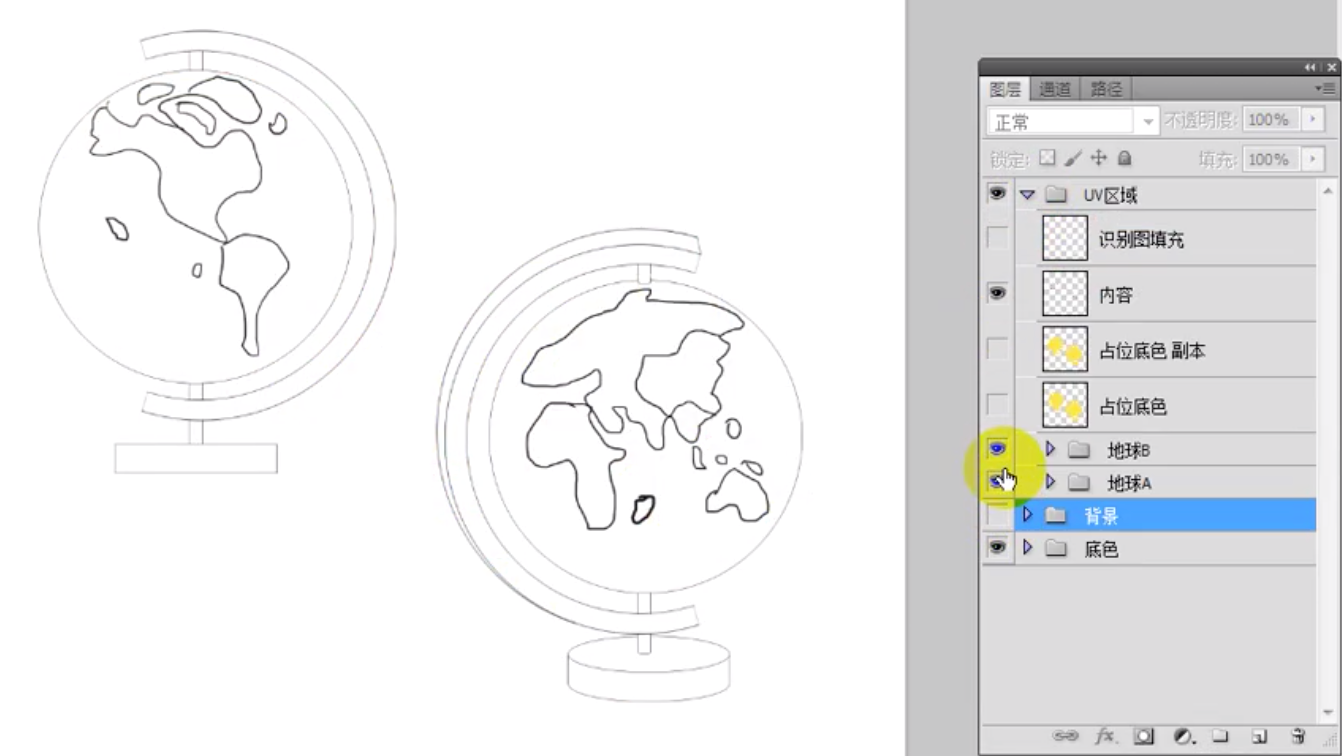 图层 通道 路径
正常 不透明度: 100%
锁定: 填充: 100%
UV区域
识别图填充
内容
占位底色 副本
占位底色
地球B
地球A
背景
底色
fx.